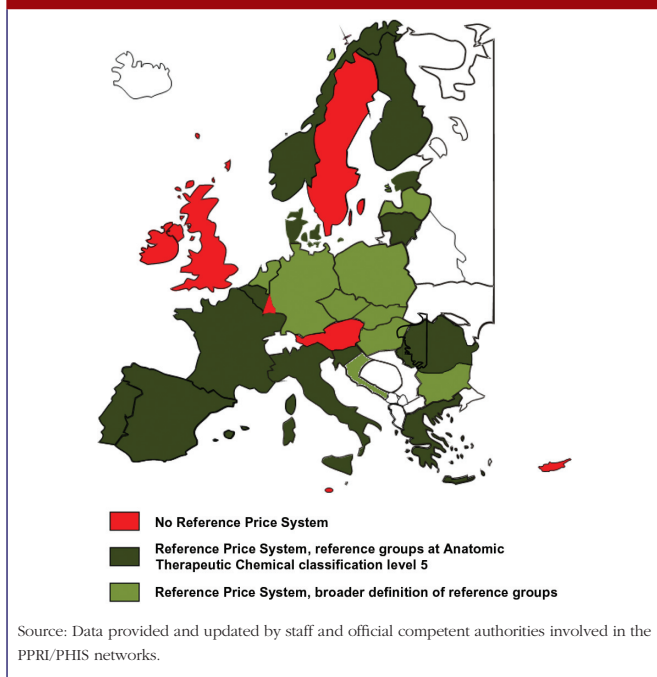 No Reference Price System
Reference Price System, reference groups at Anatomic
Therapeutic Chemical classification level 5
Reference Price System, broader definition of reference groups
Source: Data provided and updated by staff and official competent authorities involved in the
PPRI/PHIS networks.